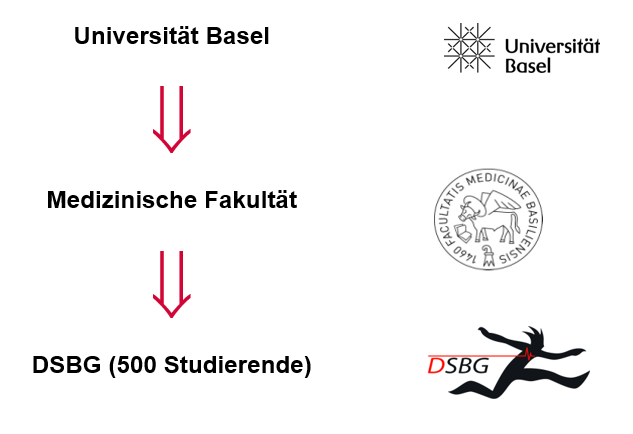 Universität Basel
Universität
Basel
Medizinische Fakultät
1460 FACULTATIS MEDICINAE BASILIENSIS
DSBG (500 Studierende)
DSBG